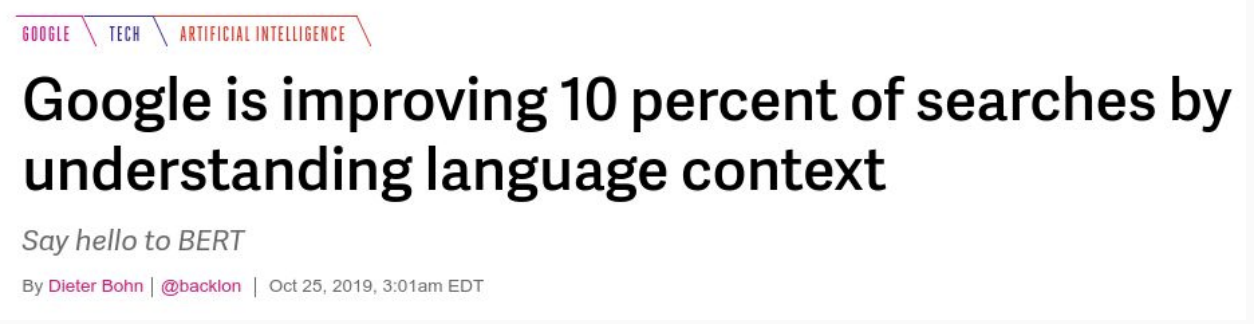 GOOGLE TECH ARTIFICIAL INTELLIGENCE
Google is improving 10 percent of searches by
understanding language context
Say hello to BERT
By Dieter Bohn | @backlon | Oct 25, 2019, 3:01am EDT